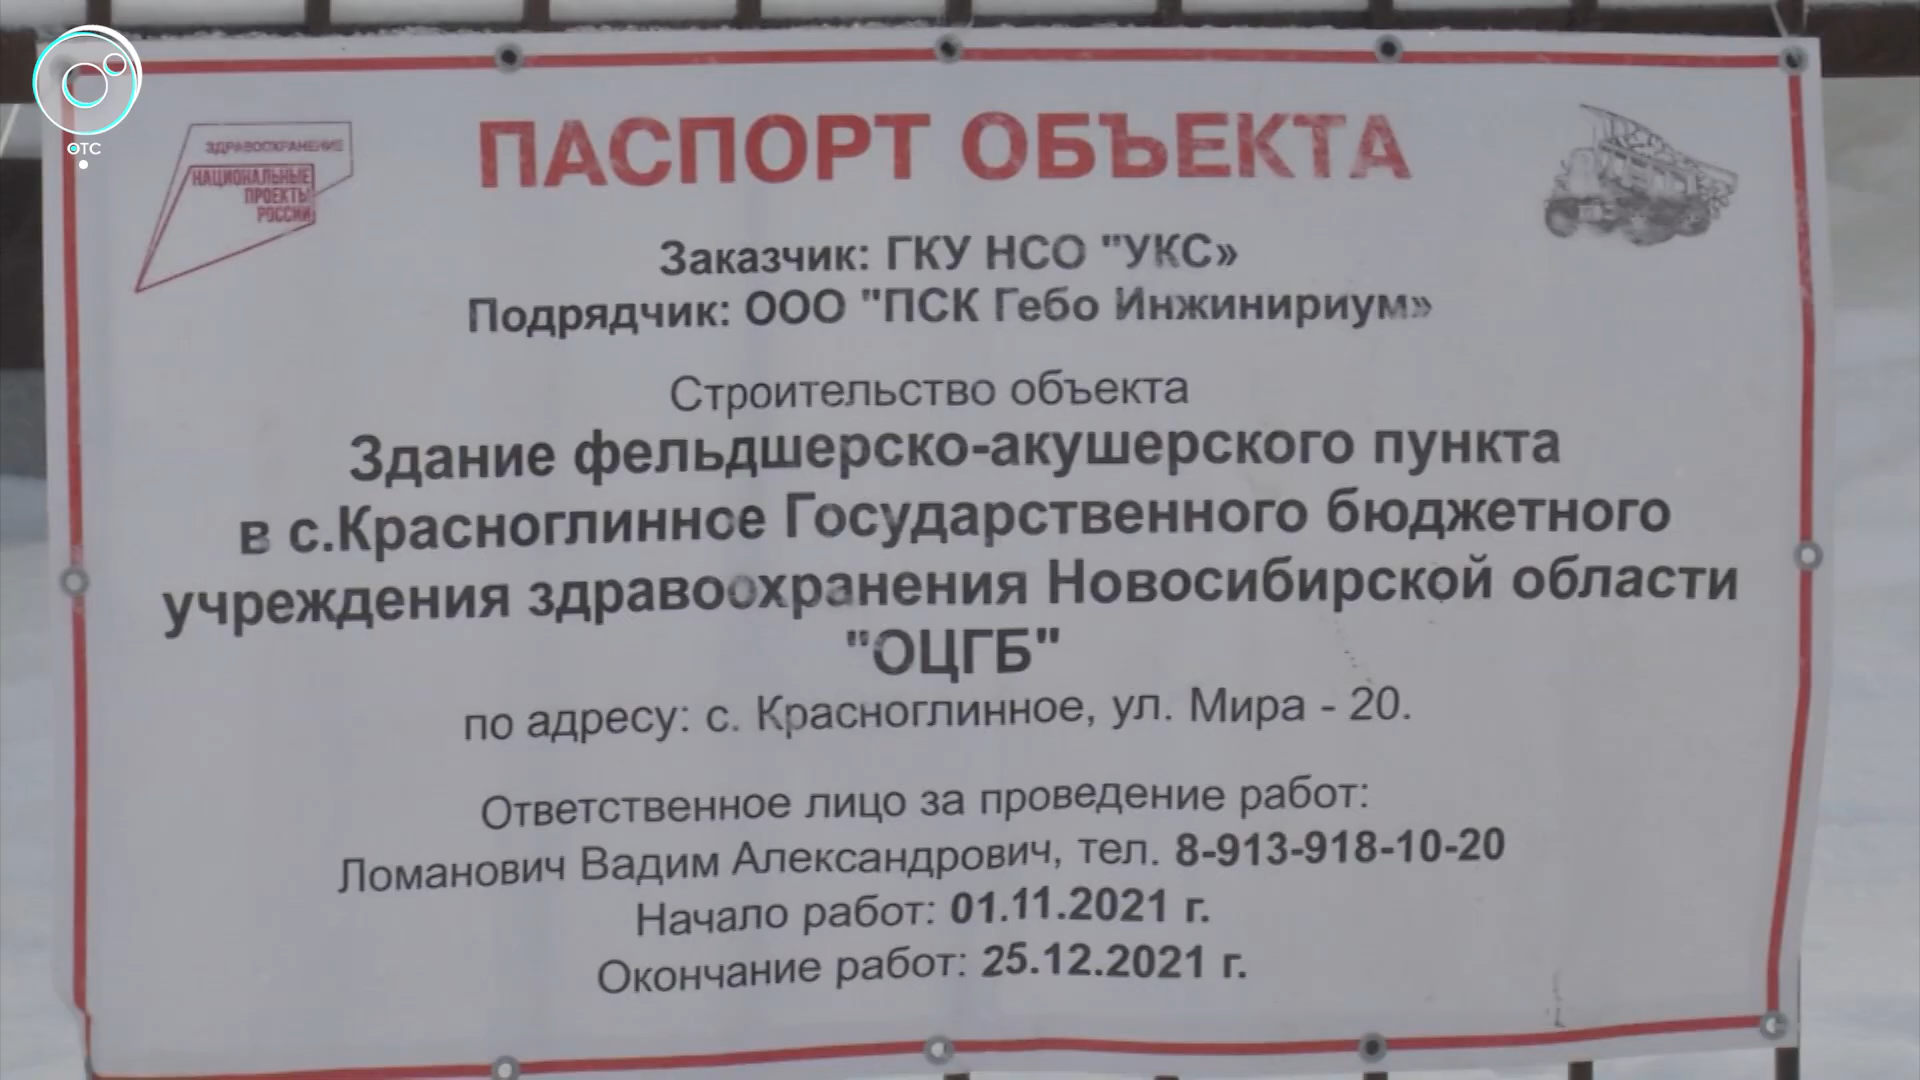 ОТС
ЗДРАВООХРАНЕНИЕ
НАЦИОНАЛЬНЫЕ
ПРОЕКТЫ
РОССИИ
ПАСПОРТ ОБЪЕКТА
Заказчик: ГКУ НСО "УКС»
Подрядчик: ООО "ПСК Гебо Инжинириум»
Строительство объекта
Здание фельдшерско-акушерского пункта
в с.Красноглинное Государственного бюджетного
учреждения здравоохранения Новосибирской области
"ОЦГБ"
по адресу: с. Красноглинное, ул. Мира - 20.
Ответственное лицо за проведение работ:
Ломанович Вадим Александрович, тел. 8-913-918-10-20
Начало работ: 01.11.2021 г.
Окончание работ: 25.12.2021 г.